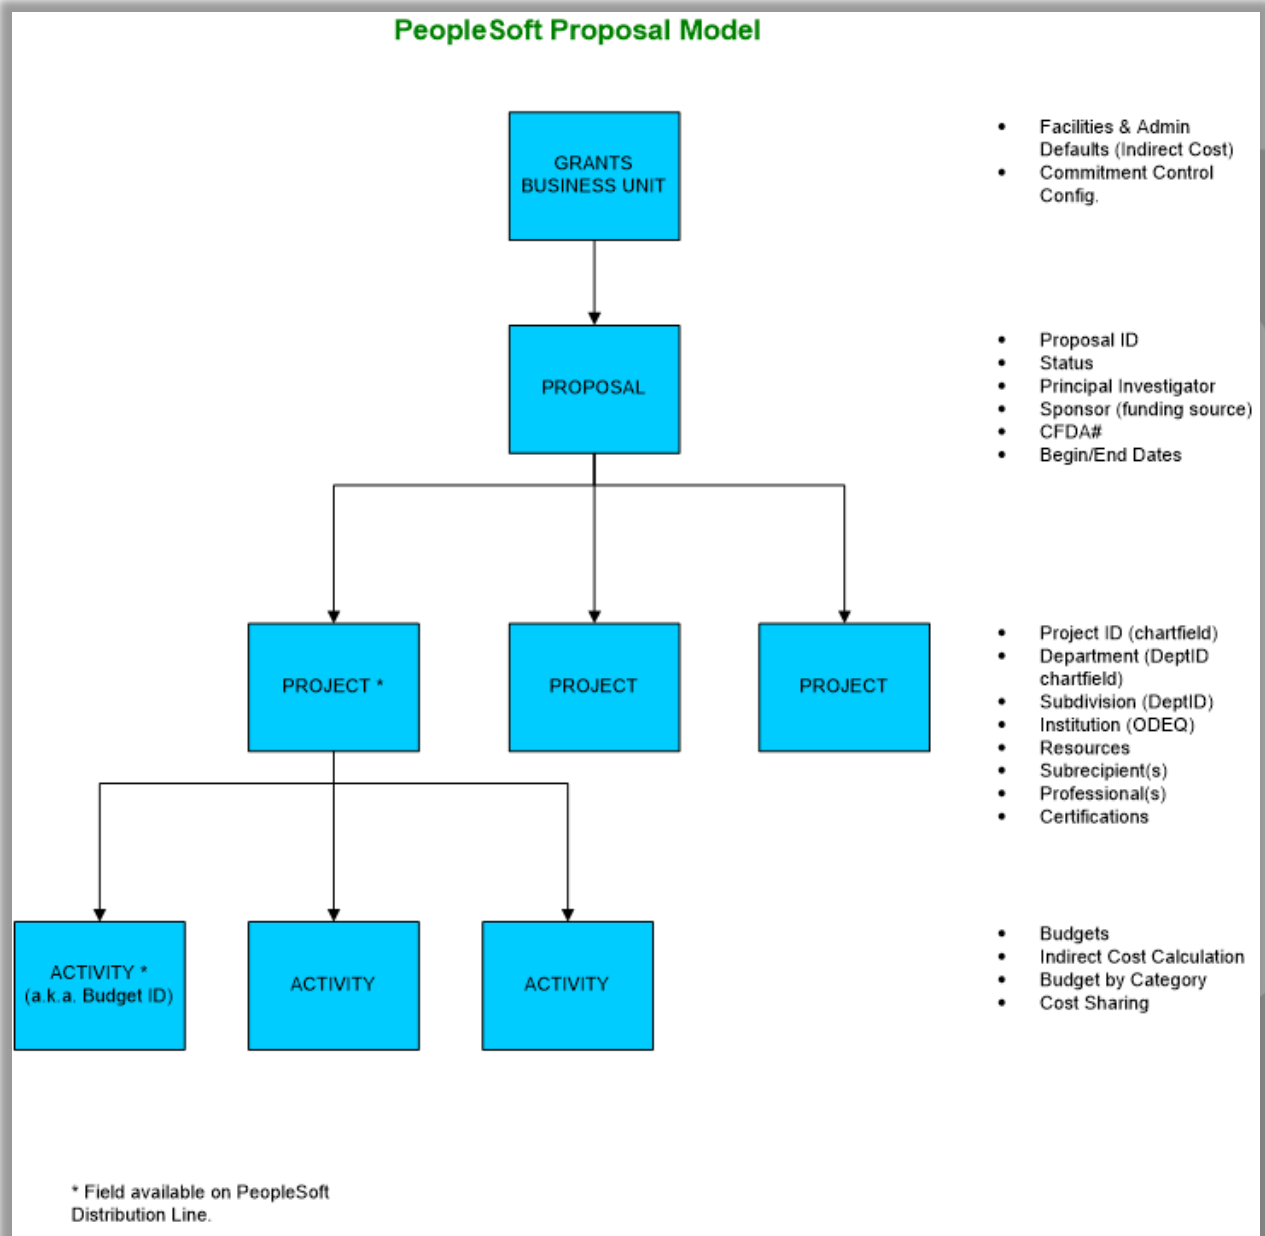 PeopleSoft Proposal Model
GRANTS
BUSINESS UNIT
• Facilities & Admin
Defaults (Indirect Cost)
• Commitment Control
Config.
PROPOSAL
• Proposal ID
• Status
• Principal Investigator
• Sponsor (funding source)
• CFDA#
• Begin/End Dates
PROJECT *
PROJECT
PROJECT
• Project ID (chartfield)
• Department (DeptID
chartfield)
• Subdivision (DeptID)
• Institution (ODEQ)
• Resources
• Subrecipient(s)
• Professional(s)
• Certifications
ACTIVITY *
(a.k.a. Budget ID)
ACTIVITY
ACTIVITY
• Budgets
• Indirect Cost Calculation
• Budget by Category
• Cost Sharing
* Field available on PeopleSoft
Distribution Line.